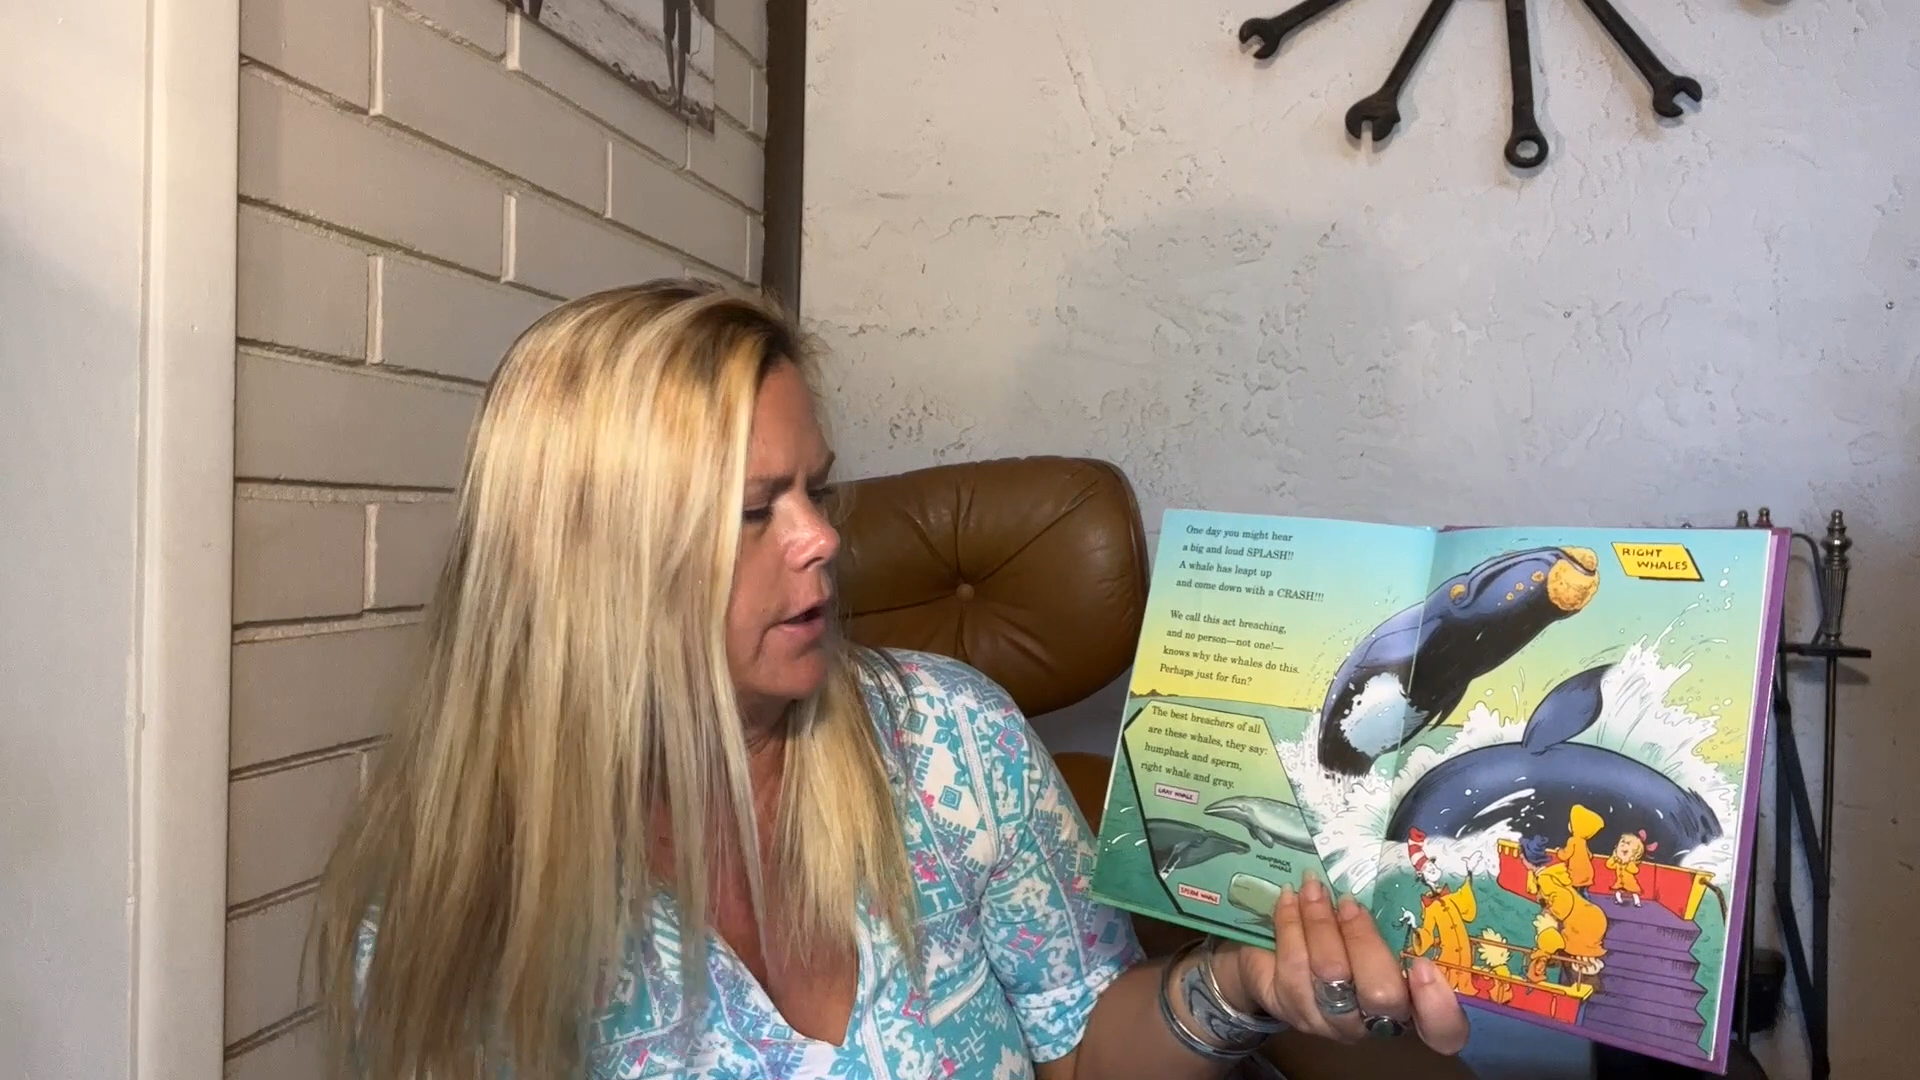 One day you might hear
a big and loud SPLASH!!
A whale has leapt up
and come down with a CRASH!!!
We call this act breaching,
and no person—not one!—
knows why the whales do this.
Perhaps just for fun?
The best breachers of all
are these whales, they say:
humpback and sperm,
right whale and gray.
GRAY WHALE
HUMPBACK
WHALE
SPERM WHALE
RIGHT
WHALES